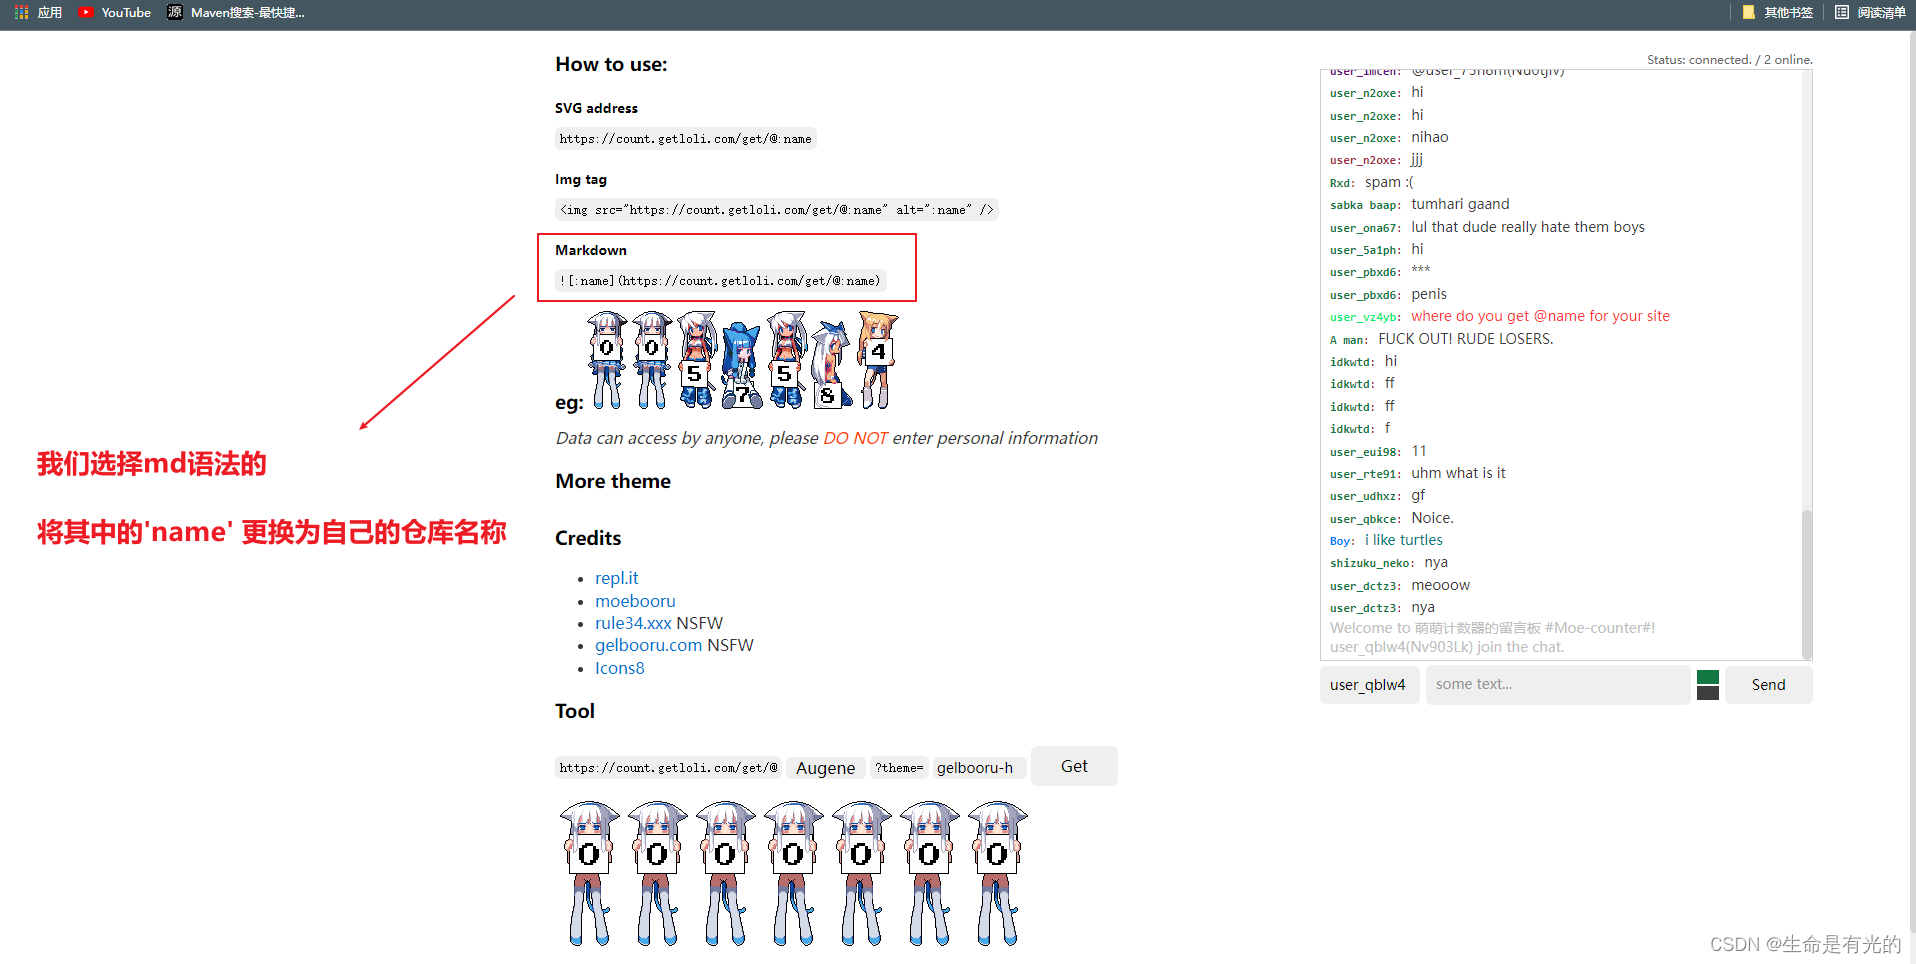 应用
YouTube
源
Maven搜索-最快捷...
其他书签
阅读清单
How to use:
SVG address
https://count.getloli.com/get/@:name
Img tag
<img src="https://count.getloli.com/get/@:name" alt=":name" />
Markdown
![:name](https://count.getloli.com/get/@:name)
0 0 5 7 5 8 4
eg:
Data can access by anyone, please DO NOT enter personal information
我们选择md语法的
将其中的'name' 更换为自己的仓库名称
More theme
Credits
repl.it
moebooru
rule34.xxx NSFW
gelbooru.com NSFW
Icons8
Tool
https://count.getloli.com/get/@ Augene ?theme= gelbooru-h Get
0 0 0 0 0 0 0
Status: connected. / 2 online.
user_n2oxe: hi
user_n2oxe: hi
user_n2oxe: nihao
user_n2oxe: jjj
Rxd: spam :(
sabka baap: tumhari gaand
user_ona67: lul that dude really hate them boys
user_5a1ph: hi
user_pbxd6: ***
user_pbxd6: penis
user_vz4yb: where do you get @name for your site
A man: FUCK OUT! RUDE LOSERS.
idkwtd: hi
idkwtd: ff
idkwtd: ff
idkwtd: f
user_eui98: 11
user_rte91: uhm what is it
user_udhxz: gf
user_qbkce: Noice.
Boy: i like turtles
shizuku_neko: nya
user_dctz3: meooow
user_dctz3: nya
Welcome to 萌萌计数器的留言板 #Moe-counter#!
user_qblw4(Nv903Lk) join the chat.
user_qblw4 some text... Send
CSDN @生命是有光的